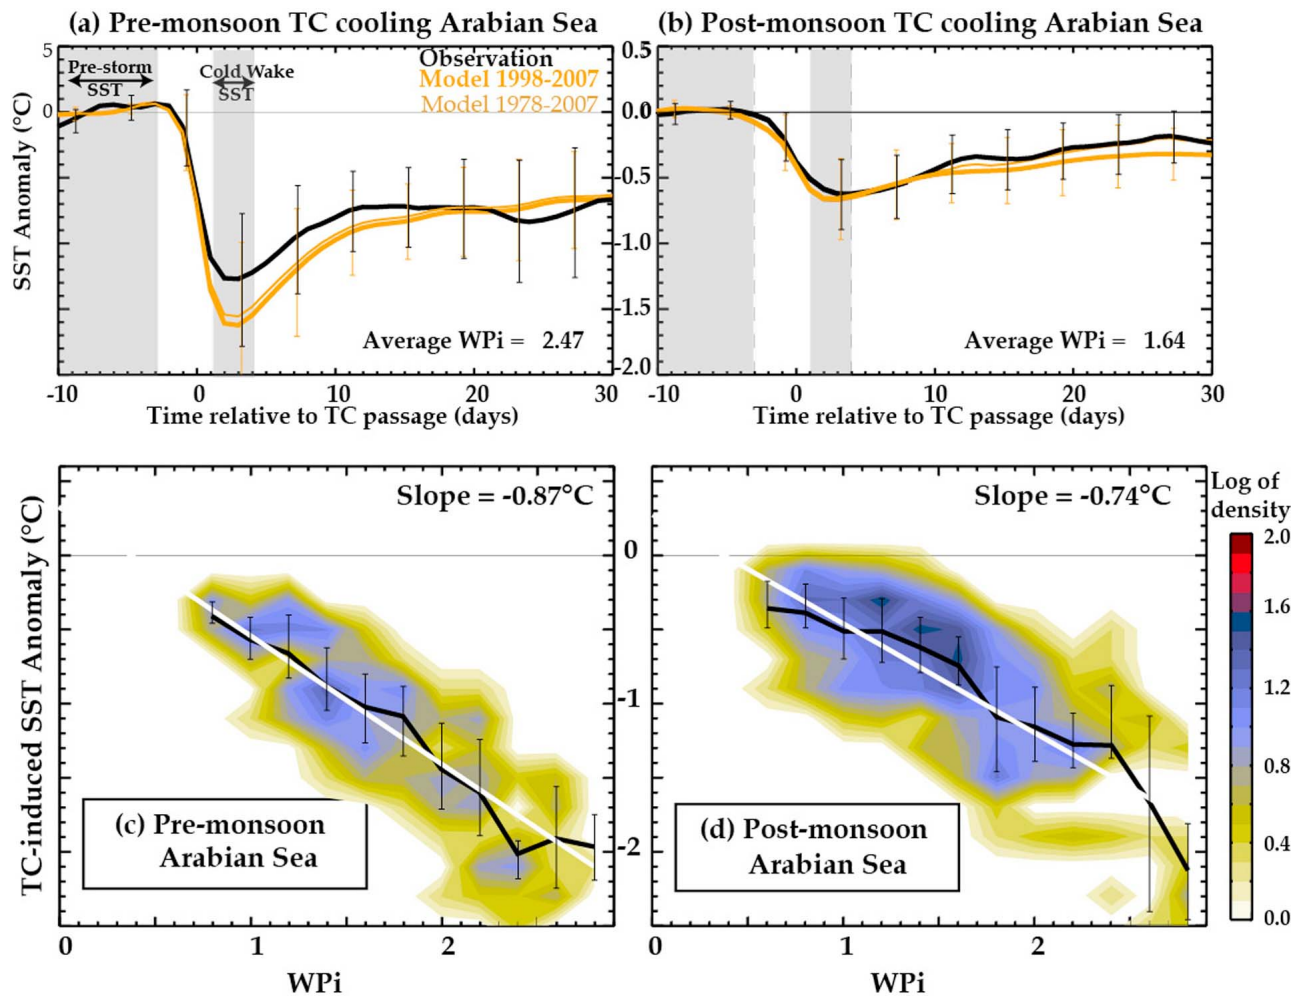 (a) Pre-monsoon TC cooling Arabian Sea
(b) Post-monsoon TC cooling Arabian Sea
5
0
SST Anomaly (°C)
Pre-storm
SST
Cold Wake
SST
Observation
Model 1998-2007
Model 1978-2007
Average WPi = 2.47
-10 0 10 20 30
Time relative to TC passage (days)
0.5
0.0
-0.5
-1.0
-1.5
-2.0
Average WPi = 1.64
-10 0 10 20 30
Time relative to TC passage (days)
TC-induced SST Anomaly (°C)
Slope = -0.87°C
(c) Pre-monsoon
Arabian Sea
0 1 2
WPi
0
-1
-2
Slope = -0.74°C
(d) Post-monsoon
Arabian Sea
0 1 2
WPi
Log of
density
2.0
1.6
1.2
0.8
0.4
0.0